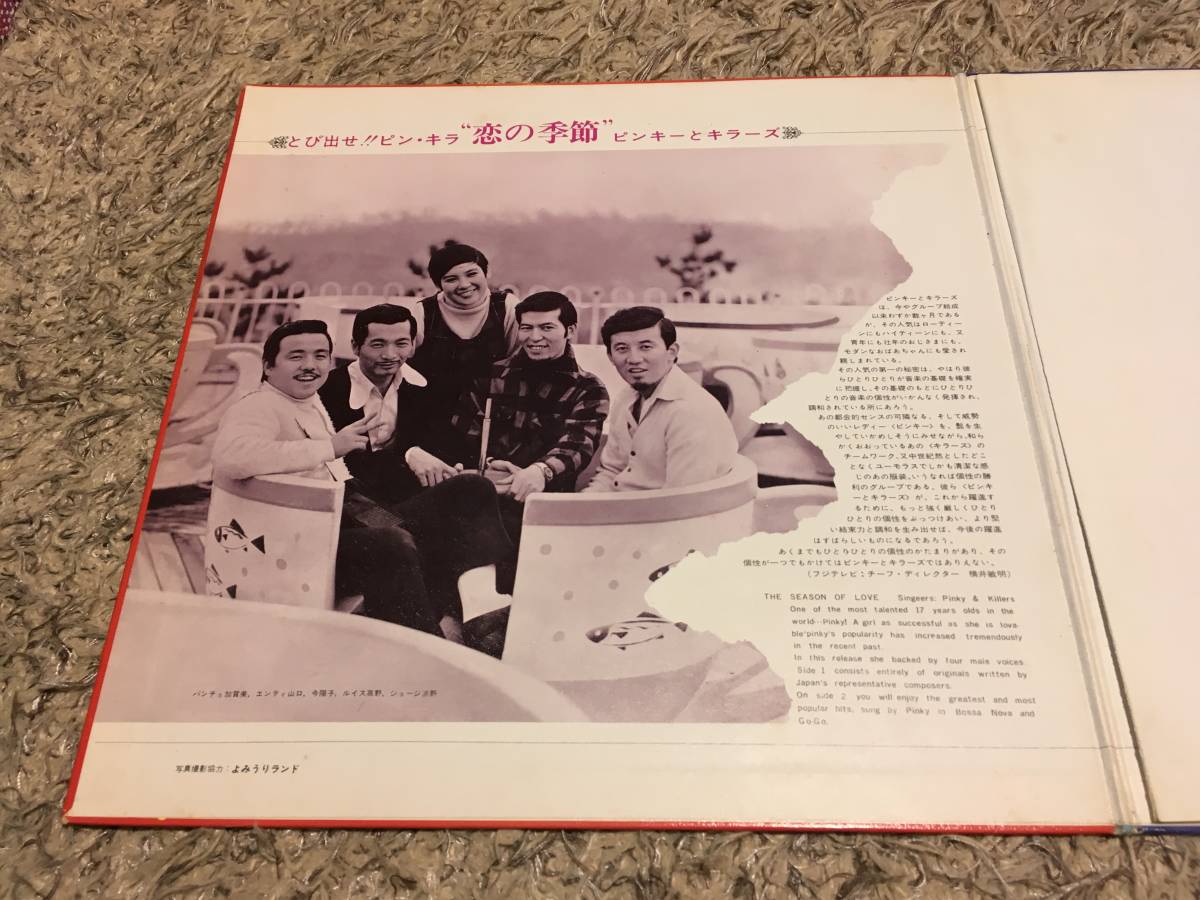 とび出せ!!ピン・キラ“恋の季節”ピンキーとキラーズ
ピンキーとキラーズ
は、今やグループ結成
以来わずか数ヶ月である
が、その人気はローティー
ンにもハイティーンにも、又
青年にも壮年のおじさまにも、
モダンなおばあちゃんにも愛され
親しまれている。
その人気の第一の秘密は、やはり彼
らひとりひとりが音楽の基礎を確実
に把握し、その基礎のもとにひとりひ
とりの音楽の個性がいかんなく発揮され、
調和されている所にあろう。
あの都会的センスの可憐なる、そして威勢
のいいレディー〈ピンキー〉を、髭を生
やしていかめしそうにみせながら、和ら
かくおおっているあの〈キラーズ〉の
チームワーク、又中世紀然としたどこ
となくユーモラスでしかも清潔な感
じのあの服装、いうなれば個性の勝
利のグループである。彼ら〈ピンキ
ーとキラーズ〉が、これから躍進す
るために、もっと強く厳しくひとり
ひとりの個性をぶっつけあい、より堅
い結束力と調和を生み出せば、今後の躍進
はすばらしいものになるであろう。
あくまでもひとりひとりの個性のかたまりがあり、その
個性が一つでもかけてはピンキーとキラーズではありえない。
(フジテレビ:チーフ・ディレクター 横井敏明)
THE SEASON OF LOVE Singeers: Pinky & Killers
One of the most talented 17 years olds in the
world…Pinky! A girl as successful as she is lova-
ble-pinky's popularity has increased tremendously
in the recent past.
In this release she backed by four male voices.
Side 1 consists entirely of originals written by
Japan's representative composers.
On side 2 you will enjoy the greatest and most
popular hits, sung by Pinky in Bossa Nova and
Go-Go.
パンチョ加賀美、エンディ山口、今陽子、ルイス高野、ジョージ浜野
写真撮影協力:よみうりランド